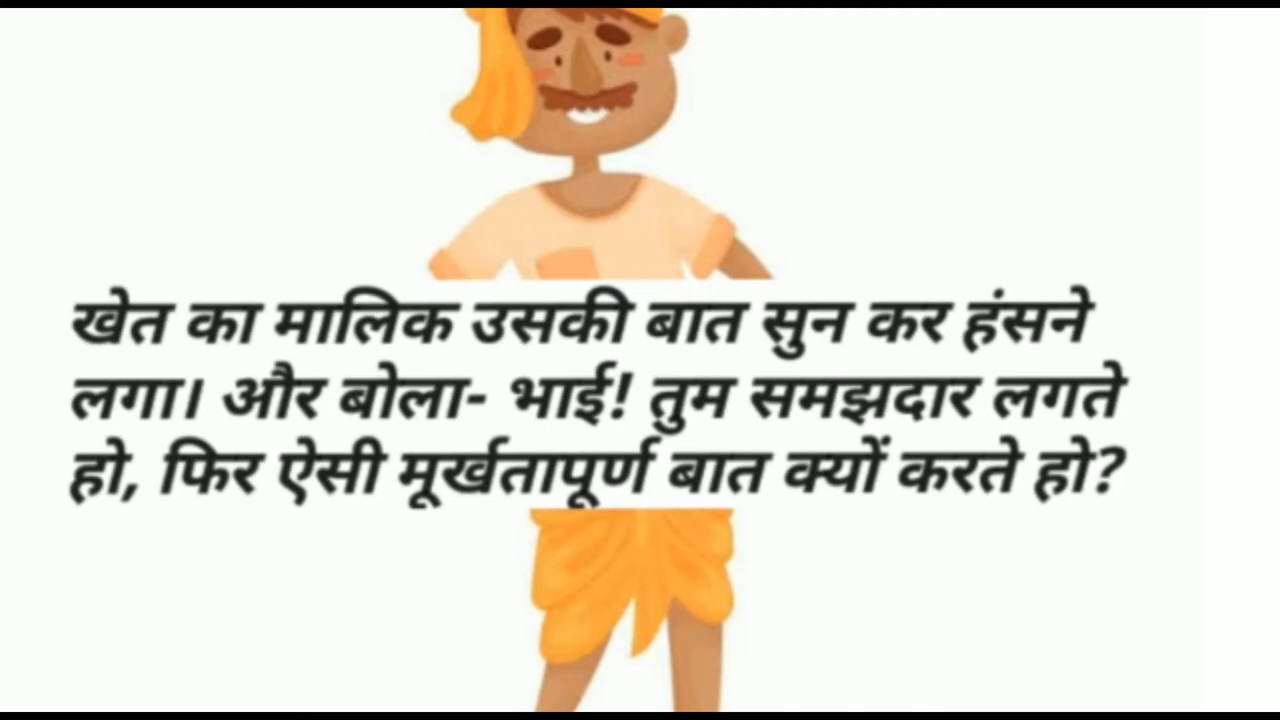 खेत का मालिक उसकी बात सुन कर हंसने
लगा। और बोला- भाई! तुम समझदार लगते
हो, फिर ऐसी मूर्खतापूर्ण बात क्यों करते हो?